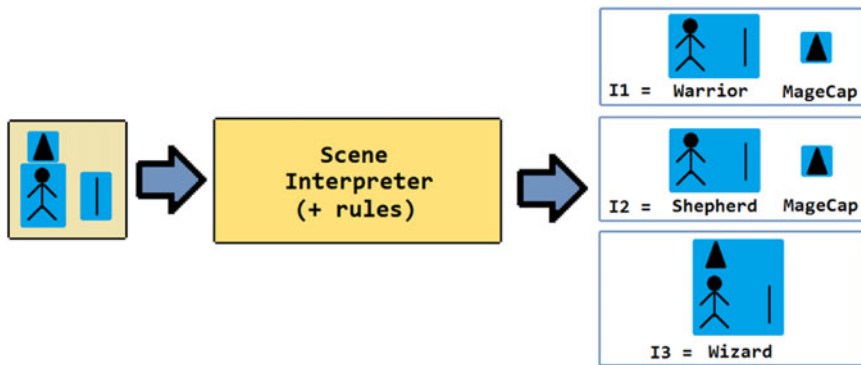 Scene
Interpreter
(+ rules)
I1 = Warrior MageCap
I2 = Shepherd MageCap
I3 = Wizard